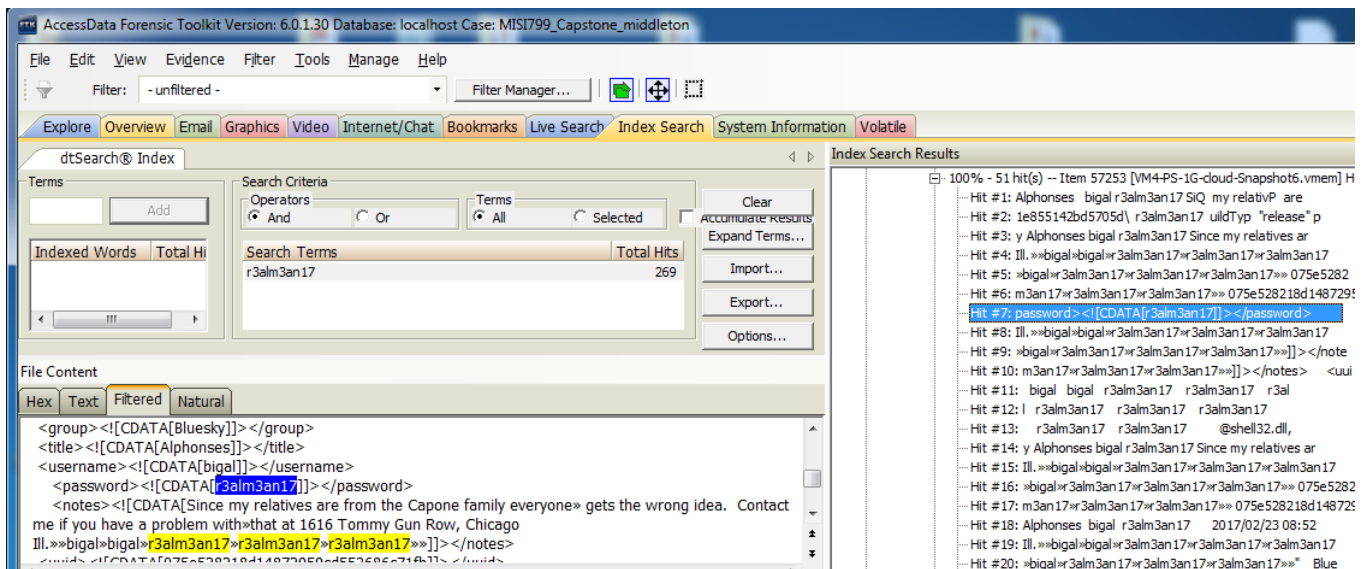 AccessData Forensic Toolkit Version: 6.0.1.30 Database: localhost Case: MISI799_Capstone_middleton
File Edit View Evidence Filter Tools Manage Help
Filter: - unfiltered - Filter Manager...
Explore Overview Email Graphics Video Internet/Chat Bookmarks Live Search Index Search System Information Volatile
dtSearch® Index
Terms
Add
Indexed Words Total Hi
Search Criteria
Operators
And Or
Terms
All Selected
Accumulate Results
Search Terms Total Hits
r3alm3an17 269
Clear
Expand Terms...
Import...
Export...
Options...
File Content
Hex Text Filtered Natural
<group><![CDATA[Bluesky]]></group>
<title><![CDATA[Alphonses]]></title>
<username><![CDATA[bigal]]></username>
<password><![CDATA[r3alm3an17]]></password>
<notes><![CDATA[Since my relatives are from the Capone family everyone» gets the wrong idea. Contact
me if you have a problem with»that at 1616 Tommy Gun Row, Chicago
Ill.»»bigal»bigal»r3alm3an17»r3alm3an17»r3alm3an17»»]]></notes>
Index Search Results
100% - 51 hit(s) -- Item 57253 [VM4-PS-1G-cloud-Snapshot6.vmem] H
Hit #1: Alphonses bigal r3alm3an17 SiQ my relativP are
Hit #2: 1e855142bd5705d\ r3alm3an17 uildTyp "release" p
Hit #3: y Alphonses bigal r3alm3an17 Since my relatives ar
Hit #4: Ill.»»bigal»bigal»r3alm3an17»r3alm3an17»r3alm3an17
Hit #5: »bigal»r3alm3an17»r3alm3an17»r3alm3an17»» 075e5282
Hit #6: m3an17»r3alm3an17»r3alm3an17»» 075e528218d1487295
Hit #7: password><![CDATA[r3alm3an17]]></password>
Hit #8: Ill.»»bigal»bigal»r3alm3an17»r3alm3an17»r3alm3an17
Hit #9: »bigal»r3alm3an17»r3alm3an17»r3alm3an17»»]]></note
Hit #10: m3an17»r3alm3an17»r3alm3an17»»]]></notes> <uui
Hit #11: bigal bigal r3alm3an17 r3alm3an17 r3al
Hit #12: l r3alm3an17 r3alm3an17 r3alm3an17
Hit #13: r3alm3an17 r3alm3an17 @shell32.dll,
Hit #14: y Alphonses bigal r3alm3an17 Since my relatives ar
Hit #15: Ill.»»bigal»bigal»r3alm3an17»r3alm3an17»r3alm3an17
Hit #16: »bigal»r3alm3an17»r3alm3an17»r3alm3an17»» 075e5282
Hit #17: m3an17»r3alm3an17»r3alm3an17»» 075e528218d148729
Hit #18: Alphonses bigal r3alm3an17 2017/02/23 08:52
Hit #19: Ill.»»bigal»bigal»r3alm3an17»r3alm3an17»r3alm3an17
Hit #20: »bigal»r3alm3an17»r3alm3an17»r3alm3an17»»" Blue